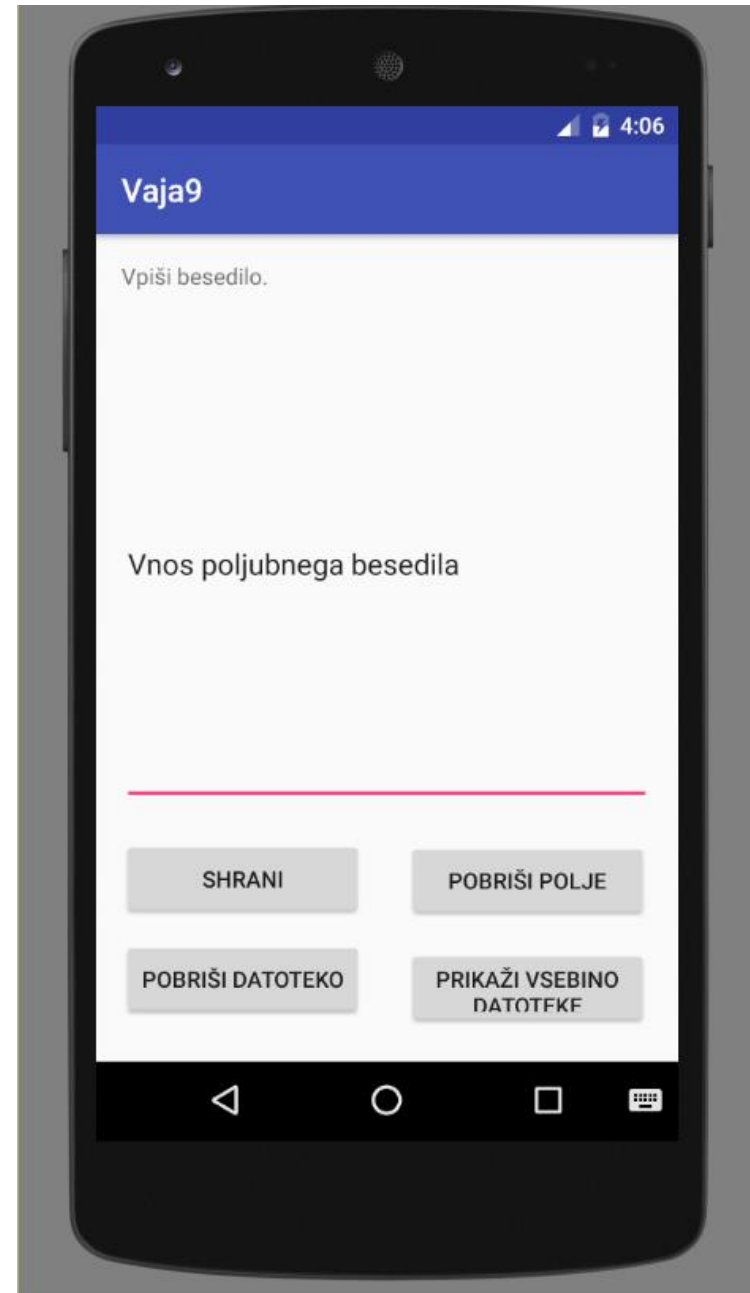 4:06
Vaja9
Vpiši besedilo.
Vnos poljubnega besedila
SHRANI
POBRIŠI POLJE
POBRIŠI DATOTEKO
PRIKAŽI VSEBINO
DATOTEKE